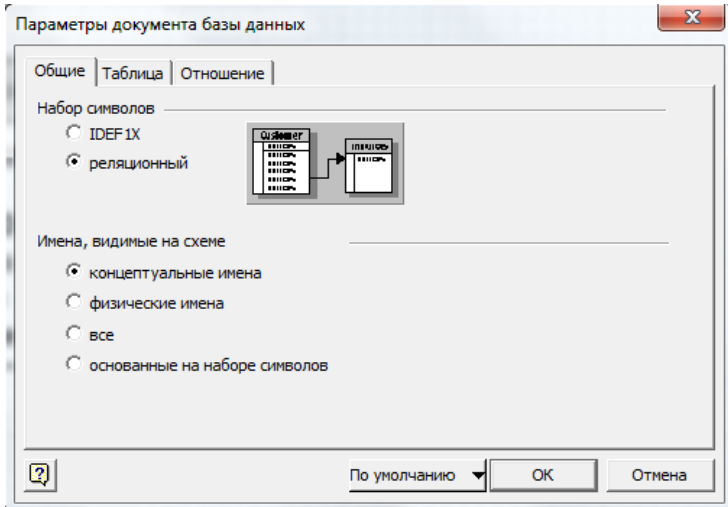 Параметры документа базы данных
Общие Таблица Отношение
Набор символов
IDEF1X
реляционный
Customer
Имена, видимые на схеме
концептуальные имена
физические имена
все
основанные на наборе символов
По умолчанию ОК Отмена